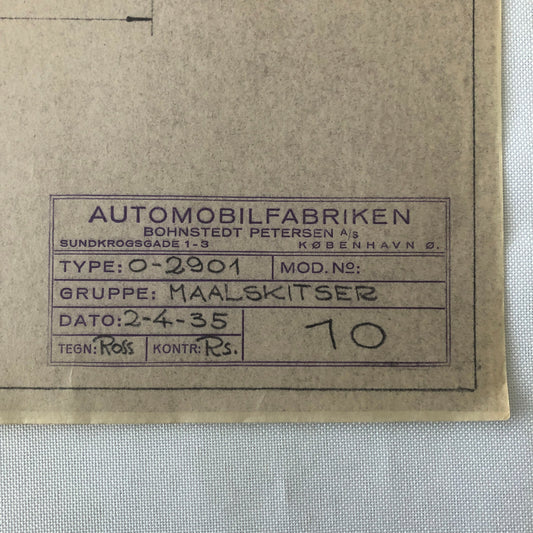 AUTOMOBILFABRIKEN
BOHNSTEDT PETERSEN A/S
SUNDKROGSGADE 1-3 KØBENHAVN Ø.
TYPE: O-2901 MOD. No:
GRUPPE: MAALSKITSER
DATO: 2-4-35
10
TEGN: Ross KONTR: Rs.